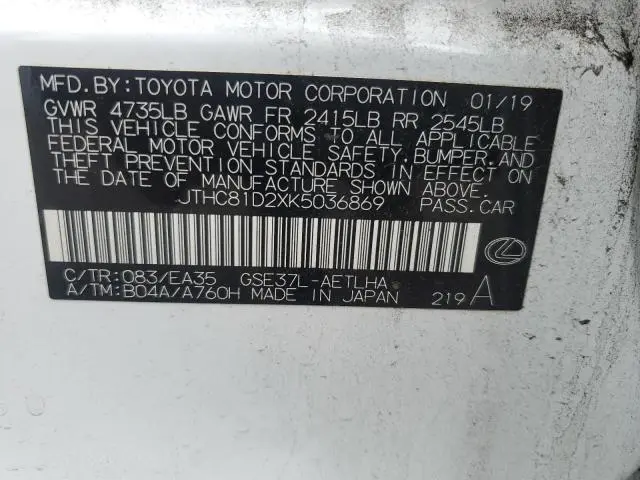 MFD.BY:TOYOTA MOTOR CORPORATION 01/19
GVWR 4735LB GAWR FR 2415LB RR 2545LB
THIS VEHICLE CONFORMS TO ALL APPLICABLE
FEDERAL MOTOR VEHICLE SAFETY,BUMPER,AND
THEFT PREVENTION STANDARDS IN EFFECT ON
THE DATE OF MANUFACTURE SHOWN ABOVE.
JTHC81D2XK5036869 PASS.CAR
C/TR:083/EA35 GSE37L-AETLHA
A/TM:B04A/A760H MADE IN JAPAN 219A